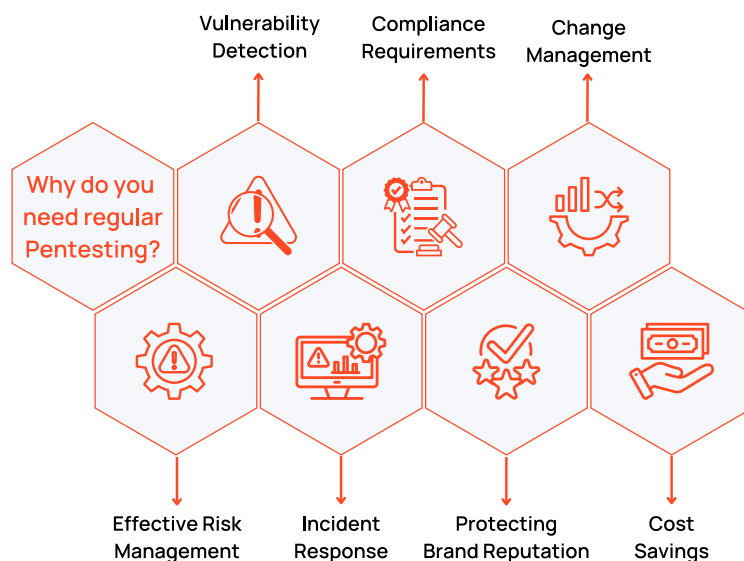 Vulnerability
Detection
Compliance
Requirements
Change
Management
Why do you
need regular
Pentesting?
Effective Risk
Management
Incident
Response
Protecting
Brand Reputation
Cost
Savings